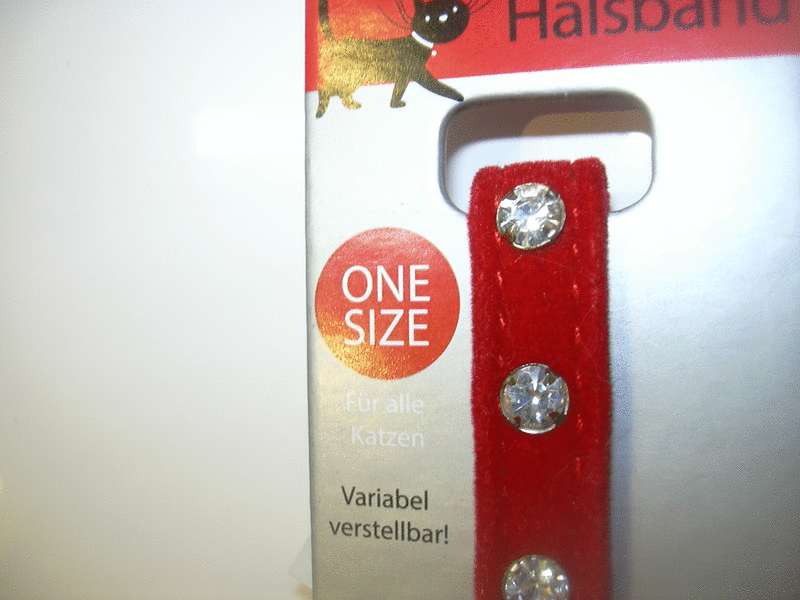 Halsband
ONE
SIZE
Für alle
Katzen
Variabel
verstellbar!